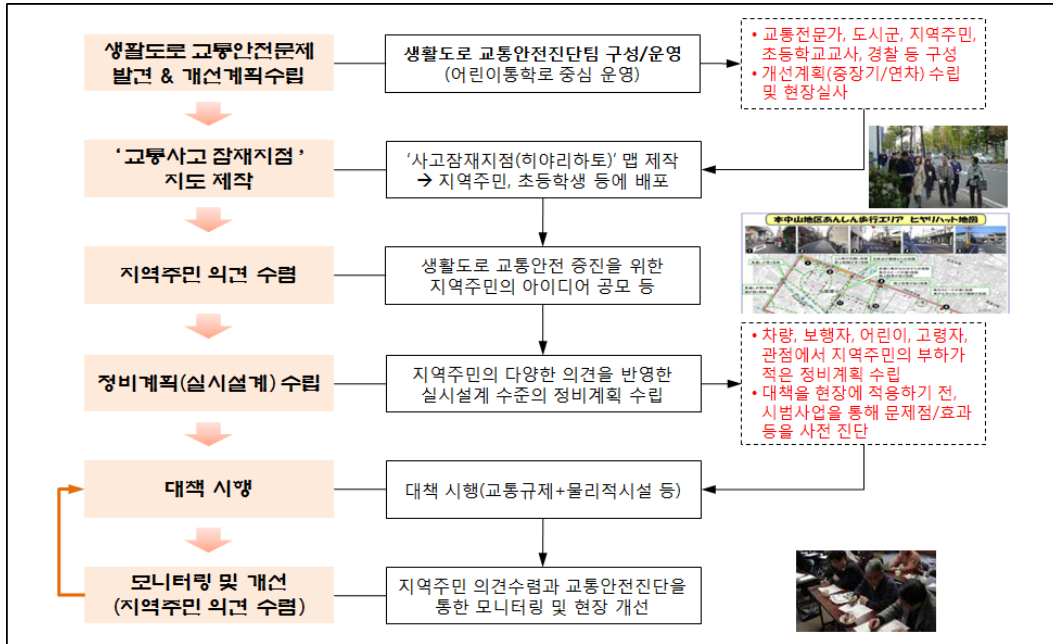 생활도로 교통안전문제
발견 & 개선계획수립
생활도로 교통안전진단팀 구성/운영
(어린이통학로 중심 운영)
• 교통전문가, 도시군, 지역주민,
초등학교교사, 경찰 등 구성
• 개선계획(중장기/연차) 수립
및 현장실사
‘교통사고 잠재지점’
지도 제작
‘사고잠재지점(히야리하토)’ 맵 제작
→ 지역주민, 초등학생 등에 배포
本中山地区あんしん歩行エリア ヒヤリハット地図
지역주민 의견 수렴
생활도로 교통안전 증진을 위한
지역주민의 아이디어 공모 등
정비계획(실시설계) 수립
지역주민의 다양한 의견을 반영한
실시설계 수준의 정비계획 수립
• 차량, 보행자, 어린이, 고령자,
관점에서 지역주민의 부하가
적은 정비계획 수립
• 대책을 현장에 적용하기 전,
시범사업을 통해 문제점/효과
등을 사전 진단
대책 시행
대책 시행(교통규제+물리적시설 등)
모니터링 및 개선
(지역주민 의견 수렴)
지역주민 의견수렴과 교통안전진단을
통한 모니터링 및 현장 개선